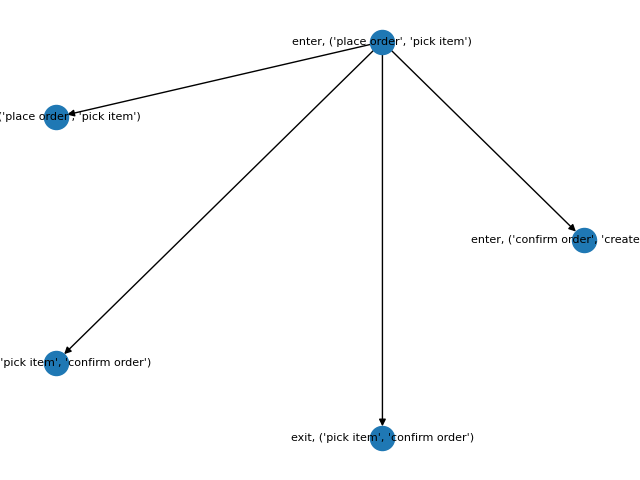 enter, ('place order', 'pick item')
('place order', 'pick item')
enter, ('confirm order', 'create
'pick item', 'confirm order')
exit, ('pick item', 'confirm order')